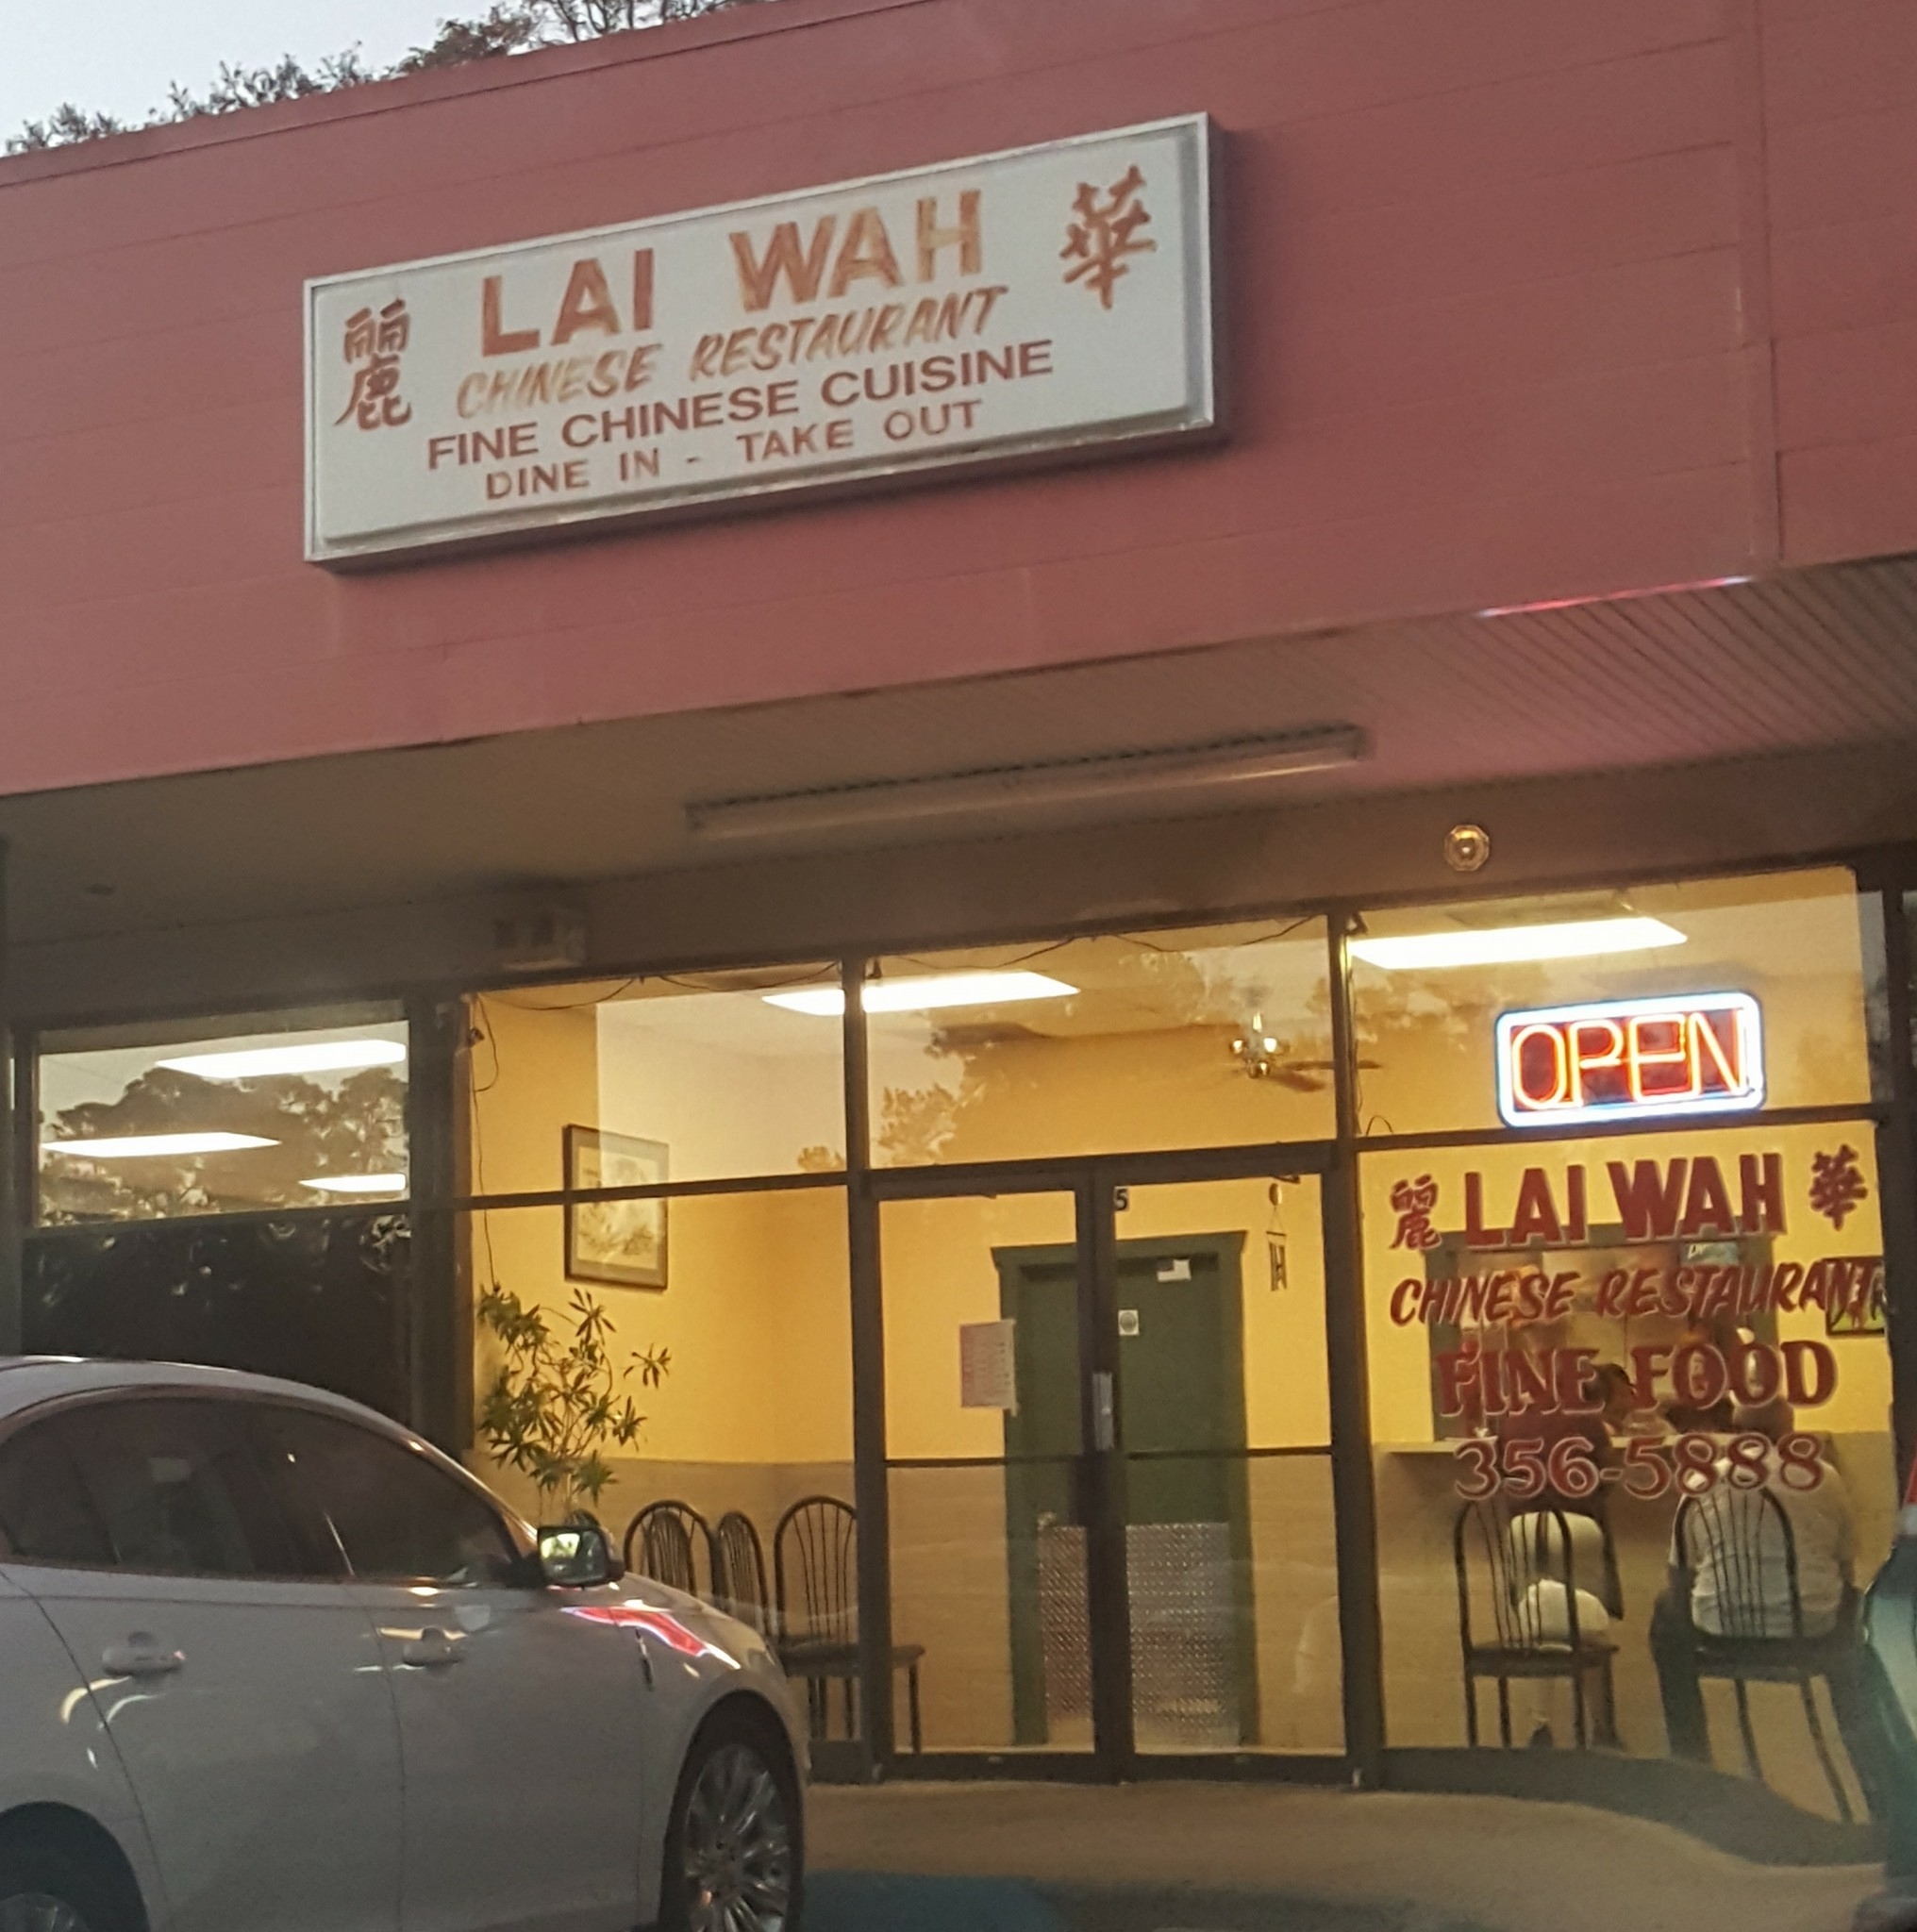 麗 LAI WAH 華
CHINESE RESTAURANT
FINE CHINESE CUISINE
DINE IN - TAKE OUT
OPEN
5
麗 LAI WAH 華
CHINESE RESTAURANT
FINE FOOD
356-5888